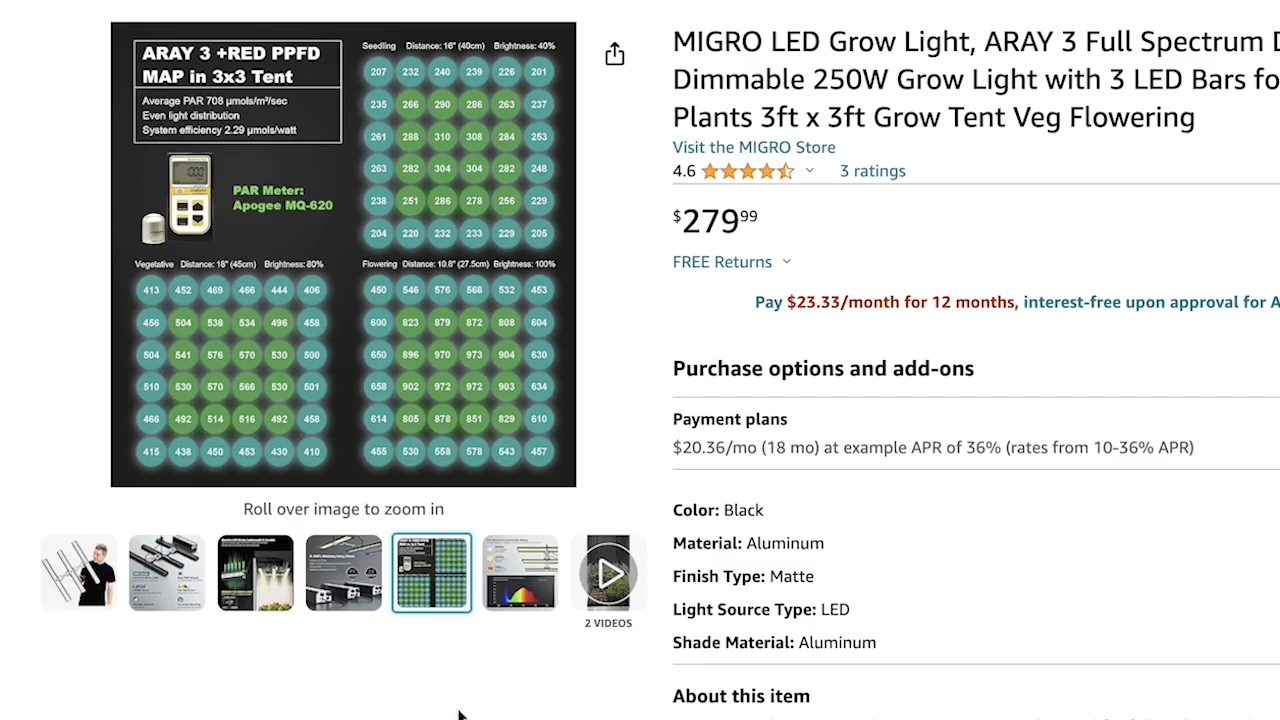 ARAY 3 +RED PPFD
MAP in 3x3 Tent
Average PAR 708 µmols/m²/sec
Even light distribution
System efficiency 2.29 µmols/watt
PAR Meter:
Apogee MQ-620
Seedling Distance: 16" (40cm) Brightness: 40%
207 232 240 239 226 201
235 266 290 286 263 237
261 288 310 308 284 253
263 282 304 304 282 248
238 251 286 278 256 229
204 220 232 233 229 205
Vegetative Distance: 18" (45cm) Brightness: 80%
413 452 469 466 444 406
456 504 538 534 496 458
504 541 576 570 530 500
510 530 570 566 530 501
466 492 514 516 492 458
415 438 450 453 430 410
Flowering Distance: 10.8" (27.5cm) Brightness: 100%
450 546 576 568 532 453
600 823 879 872 808 604
650 896 970 973 904 630
658 902 972 972 903 634
614 805 878 851 829 610
455 530 558 578 543 457
Roll over image to zoom in
2 VIDEOS
MIGRO LED Grow Light, ARAY 3 Full Spectrum D
Dimmable 250W Grow Light with 3 LED Bars fo
Plants 3ft x 3ft Grow Tent Veg Flowering
Visit the MIGRO Store
4.6 3 ratings
$279.99
FREE Returns
Pay $23.33/month for 12 months, interest-free upon approval for A
Purchase options and add-ons
Payment plans
$20.36/mo (18 mo) at example APR of 36% (rates from 10-36% APR)
Color: Black
Material: Aluminum
Finish Type: Matte
Light Source Type: LED
Shade Material: Aluminum
About this item